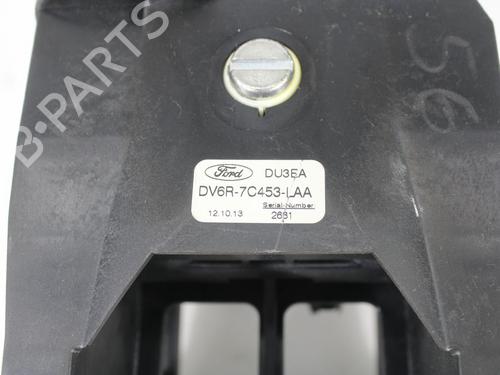 B-PARTS
56
Ford DU3EA
DV6R-7C453-LAA
Serial-Number
12.10.13 2681